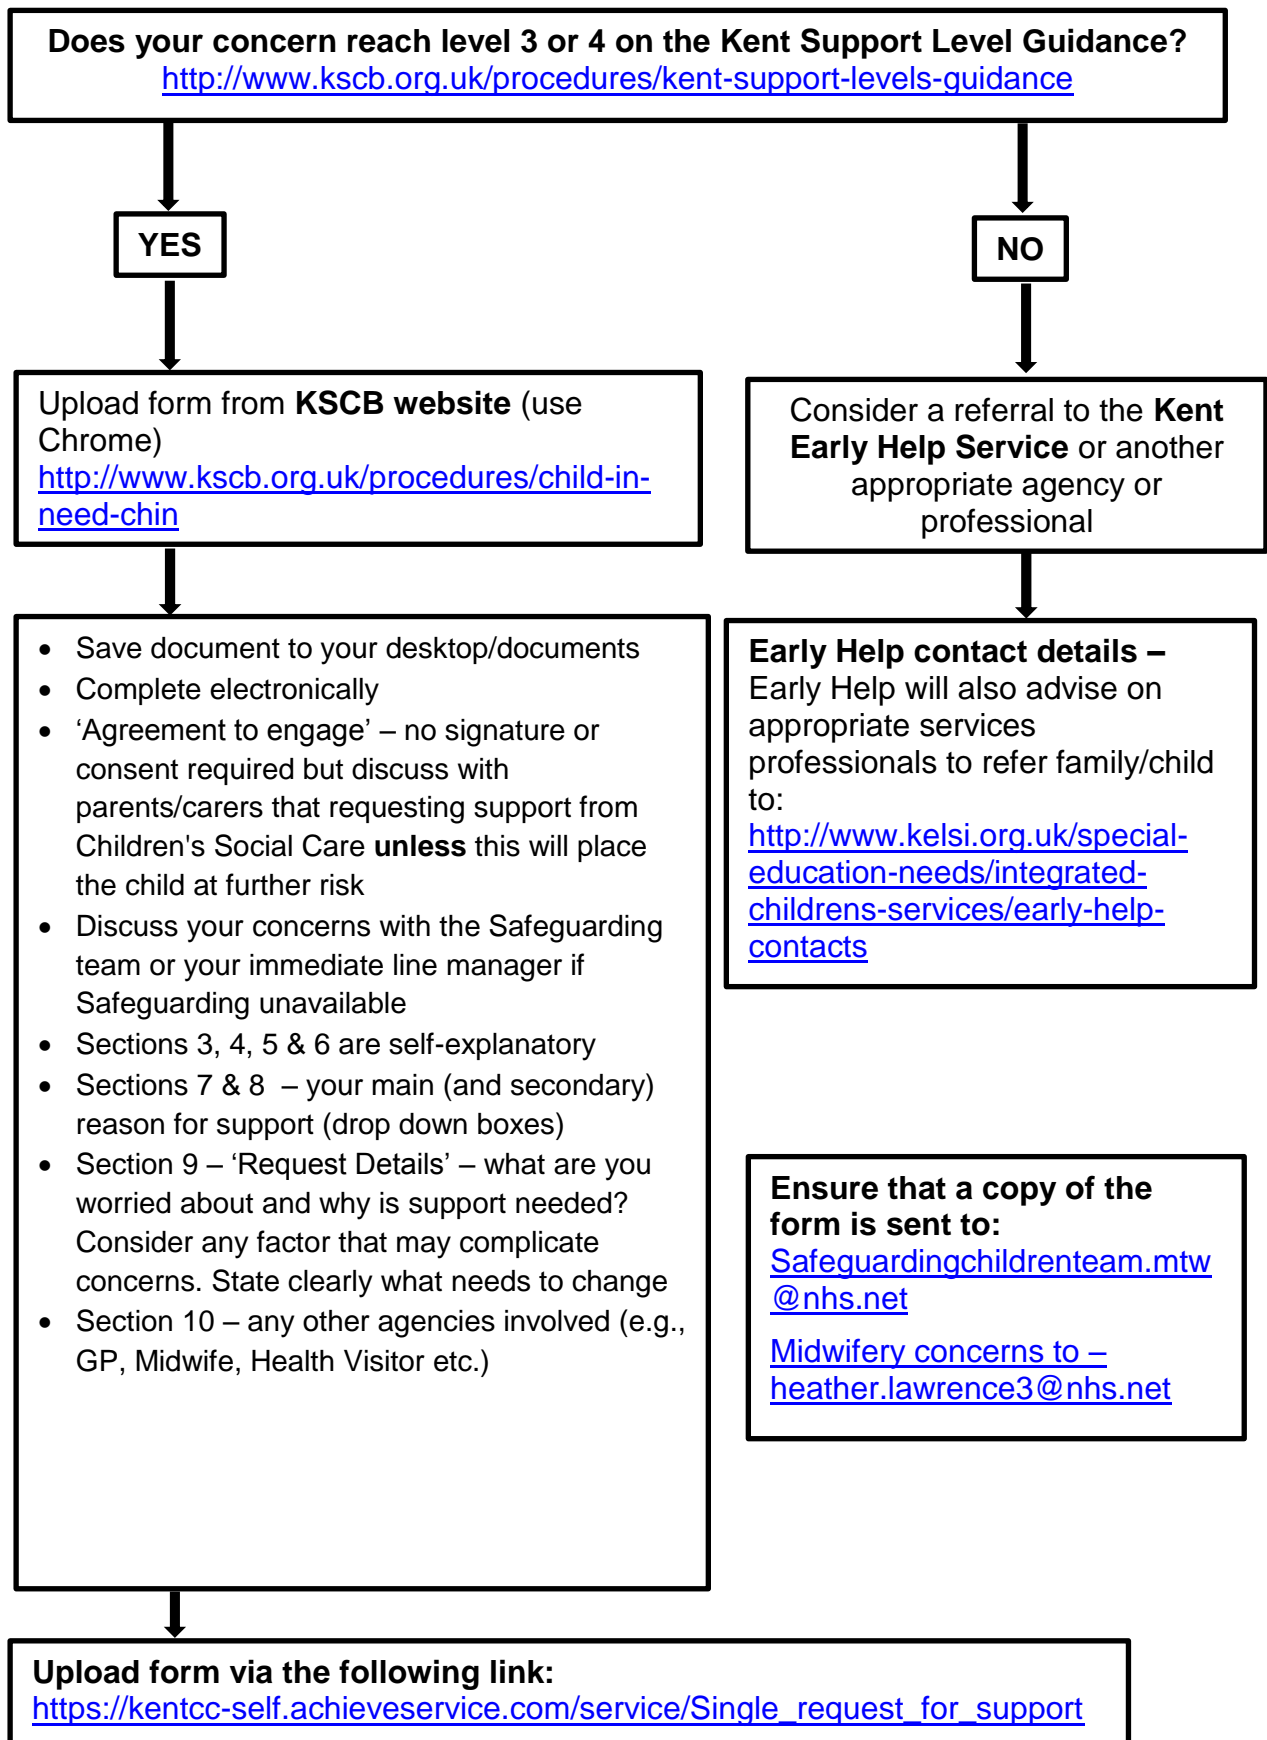 Does your concern reach level 3 or 4 on the Kent Support Level Guidance?
http://www.kscb.org.uk/procedures/kent-support-levels-guidance
YES
NO
Upload form from KSCB website (use
Chrome)
http://www.kscb.org.uk/procedures/child-in-
need-chin
Consider a referral to the Kent
Early Help Service or another
appropriate agency or
professional
• Save document to your desktop/documents
• Complete electronically
• ‘Agreement to engage’ – no signature or
consent required but discuss with
parents/carers that requesting support from
Children's Social Care unless this will place
the child at further risk
• Discuss your concerns with the Safeguarding
team or your immediate line manager if
Safeguarding unavailable
• Sections 3, 4, 5 & 6 are self-explanatory
• Sections 7 & 8 – your main (and secondary)
reason for support (drop down boxes)
• Section 9 – ‘Request Details’ – what are you
worried about and why is support needed?
Consider any factor that may complicate
concerns. State clearly what needs to change
• Section 10 – any other agencies involved (e.g.,
GP, Midwife, Health Visitor etc.)
Early Help contact details –
Early Help will also advise on
appropriate services
professionals to refer family/child
to:
http://www.kelsi.org.uk/special-
education-needs/integrated-
childrens-services/early-help-
contacts
Ensure that a copy of the
form is sent to:
Safeguardingchildrenteam.mtw
@nhs.net
Midwifery concerns to –
heather.lawrence3@nhs.net
Upload form via the following link:
https://kentcc-self.achieveservice.com/service/Single_request_for_support